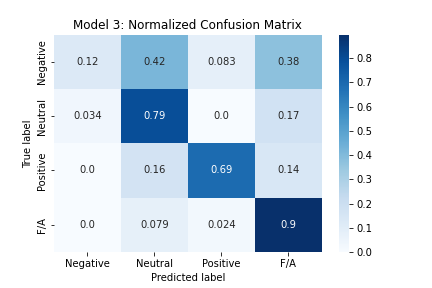 Model 3: Normalized Confusion Matrix
True label
Negative 0.12 0.42 0.083 0.38
Neutral 0.034 0.79 0.0 0.17
Positive 0.0 0.16 0.69 0.14
F/A 0.0 0.079 0.024 0.9
Negative Neutral Positive F/A
Predicted label
0.8
0.7
0.6
0.5
0.4
0.3
0.2
0.1
0.0